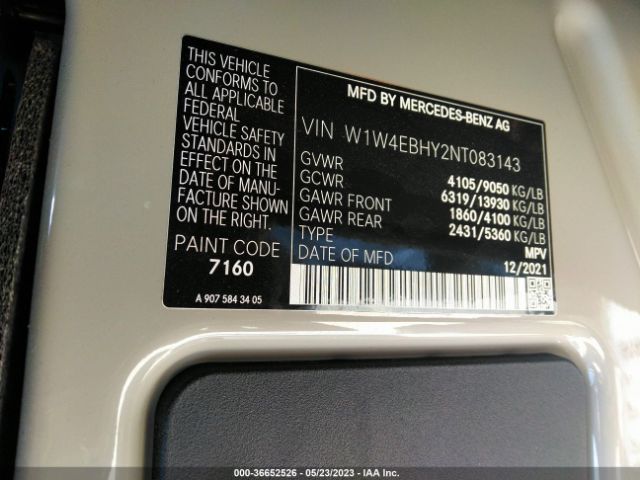 THIS VEHICLE
CONFORMS TO
ALL APPLICABLE
FEDERAL
VEHICLE SAFETY
STANDARDS IN
EFFECT ON THE
DATE OF MANU-
FACTURE SHOWN
ON THE RIGHT.
PAINT CODE
7160
A 907 584 34 05
MFD BY MERCEDES-BENZ AG
VIN W1W4EBHY2NT083143
GVWR 4105/9050 KG/LB
GCWR 6319/13930 KG/LB
GAWR FRONT 1860/4100 KG/LB
GAWR REAR 2431/5360 KG/LB
TYPE MPV
DATE OF MFD 12/2021
000-36652526 - 05/23/2023 - IAA Inc.